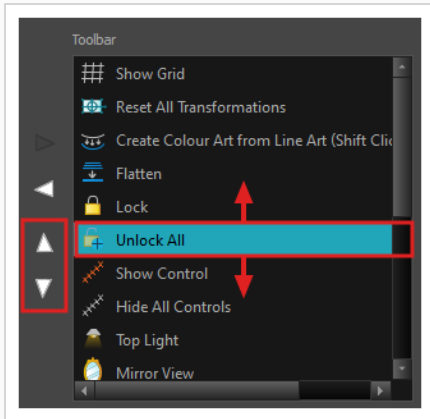 Toolbar
Show Grid
Reset All Transformations
Create Colour Art from Line Art (Shift Clic
Flatten
Lock
Unlock All
Show Control
Hide All Controls
Top Light
Mirror View